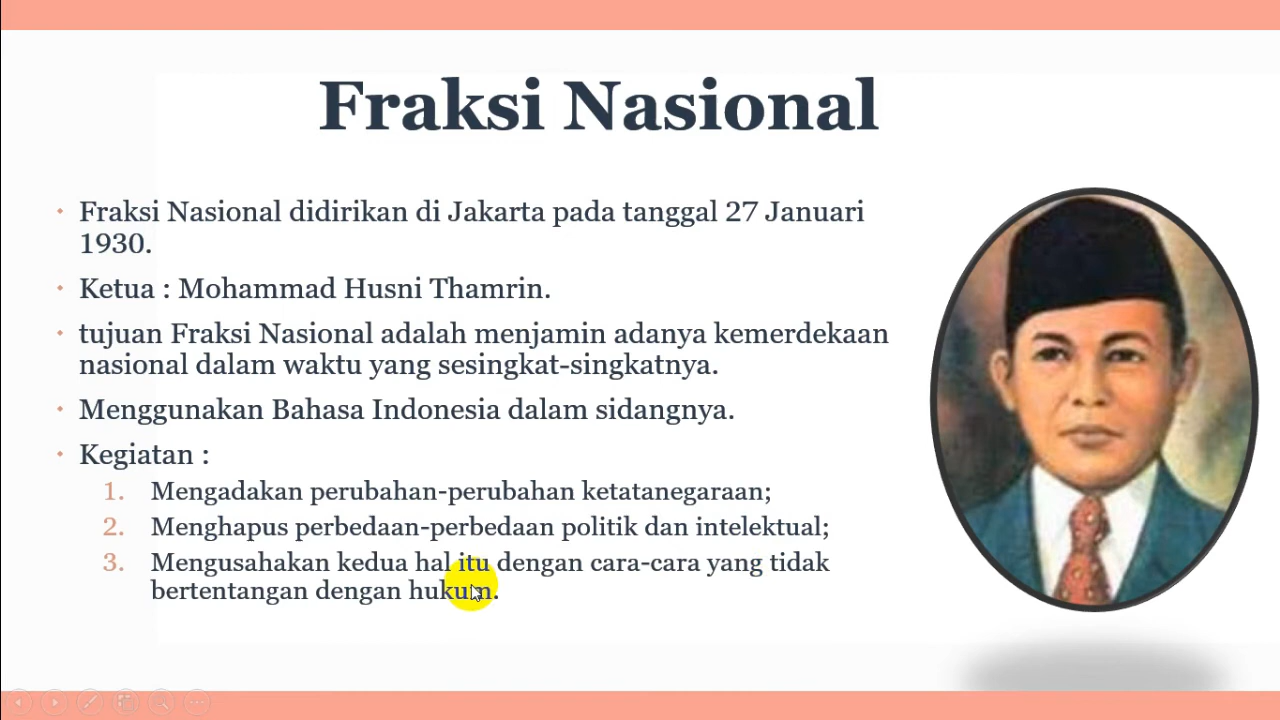 Fraksi Nasional
Fraksi Nasional didirikan di Jakarta pada tanggal 27 Januari
1930.
Ketua : Mohammad Husni Thamrin.
tujuan Fraksi Nasional adalah menjamin adanya kemerdekaan
nasional dalam waktu yang sesingkat-singkatnya.
Menggunakan Bahasa Indonesia dalam sidangnya.
Kegiatan :
1. Mengadakan perubahan-perubahan ketatanegaraan;
2. Menghapus perbedaan-perbedaan politik dan intelektual;
3. Mengusahakan kedua hal itu dengan cara-cara yang tidak
bertentangan dengan hukum.